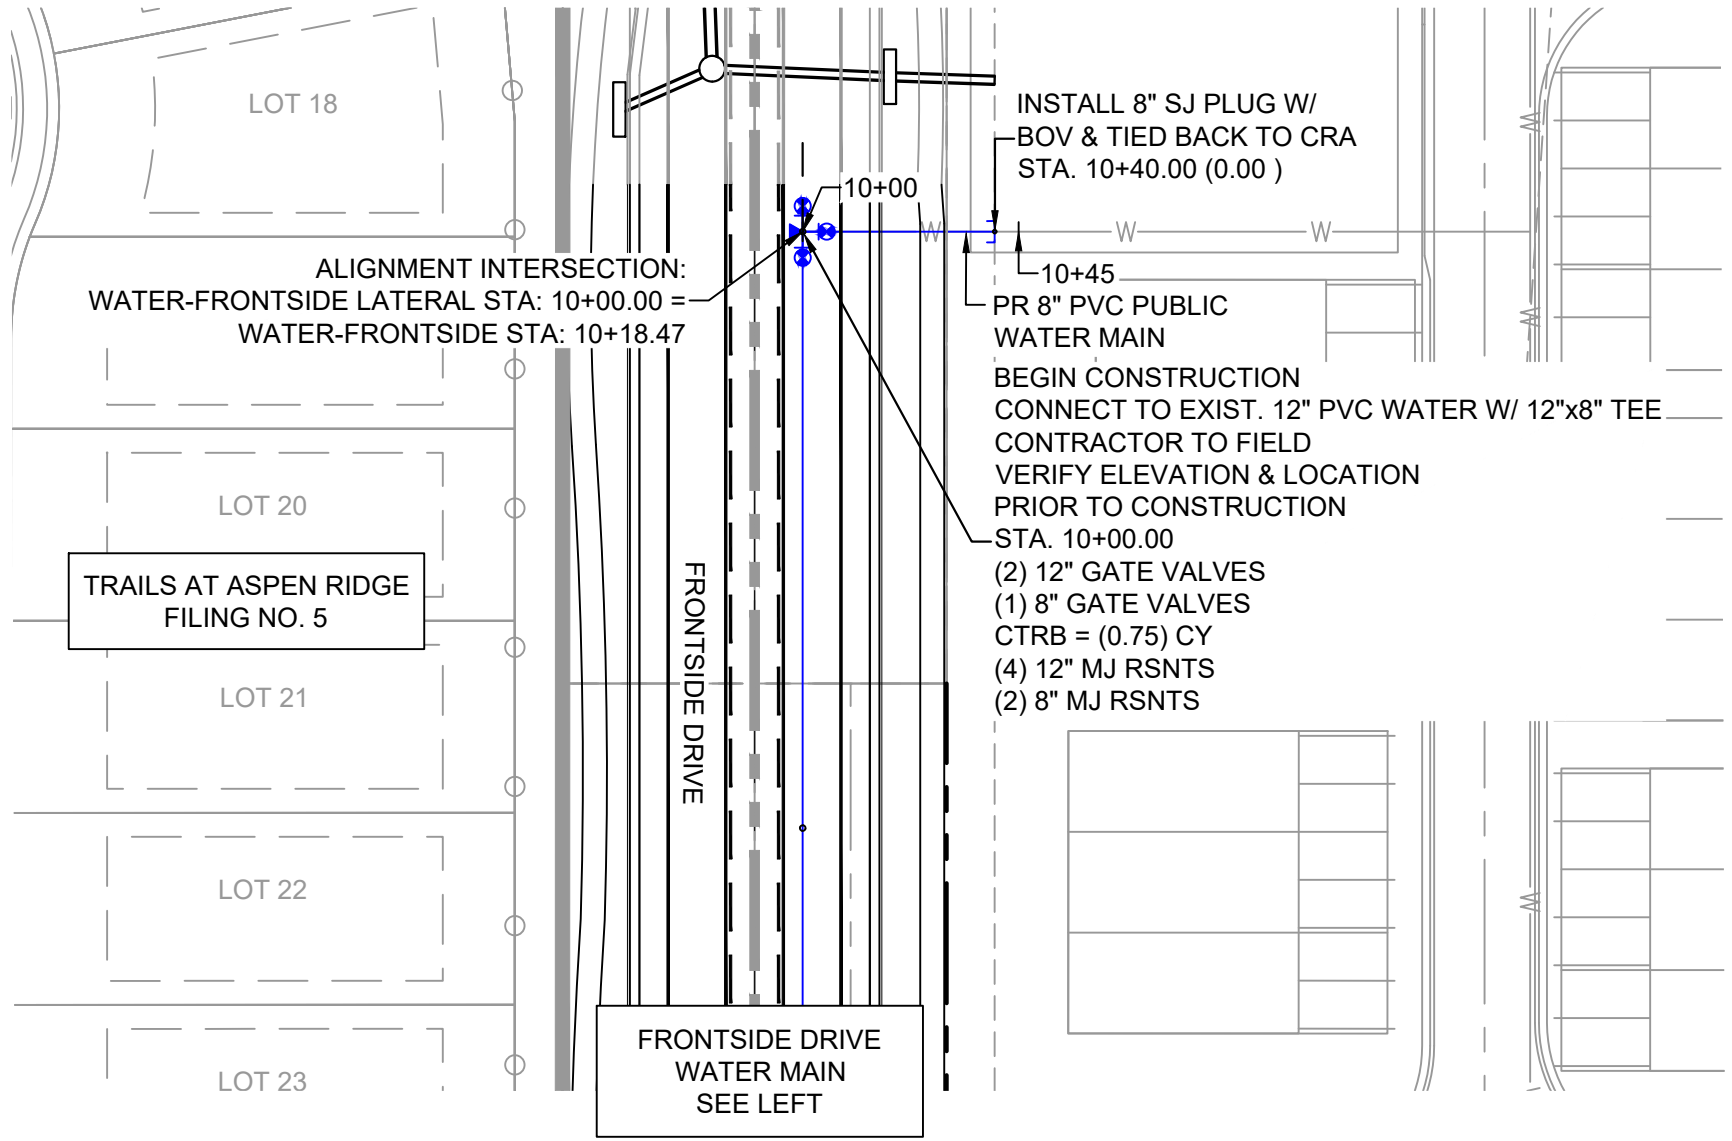 LOT 18
INSTALL 8" SJ PLUG W/
BOV & TIED BACK TO CRA
STA. 10+40.00 (0.00 )
10+00
W
W
W
10+45
ALIGNMENT INTERSECTION:
WATER-FRONTSIDE LATERAL STA: 10+00.00 =
WATER-FRONTSIDE STA: 10+18.47
PR 8" PVC PUBLIC
WATER MAIN
BEGIN CONSTRUCTION
CONNECT TO EXIST. 12" PVC WATER W/ 12"x8" TEE
CONTRACTOR TO FIELD
VERIFY ELEVATION & LOCATION
PRIOR TO CONSTRUCTION
STA. 10+00.00
(2) 12" GATE VALVES
(1) 8" GATE VALVES
CTRB = (0.75) CY
(4) 12" MJ RSNTS
(2) 8" MJ RSNTS
W
W
W
LOT 20
TRAILS AT ASPEN RIDGE
FILING NO. 5
LOT 21
FRONTSIDE DRIVE
LOT 22
LOT 23
FRONTSIDE DRIVE
WATER MAIN
SEE LEFT